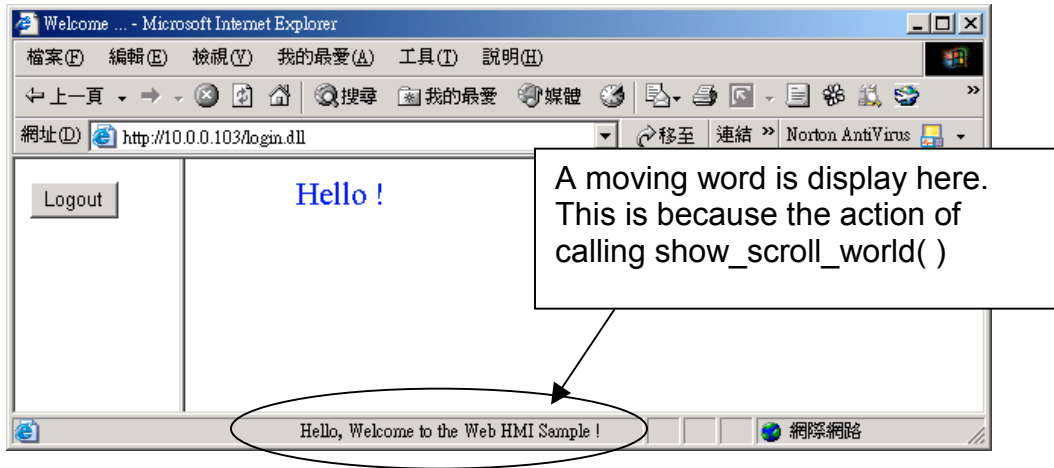 Welcome ... - Microsoft Internet Explorer
檔案(F) 編輯(E) 檢視(V) 我的最愛(A) 工具(T) 說明(H)
上一頁 搜尋 我的最愛 媒體 »
網址(D) http://10.0.0.103/login.dll 移至 連結 » Norton AntiVirus
Logout
Hello !
A moving word is display here.
This is because the action of
calling show_scroll_world( )
Hello, Welcome to the Web HMI Sample !
網際網路